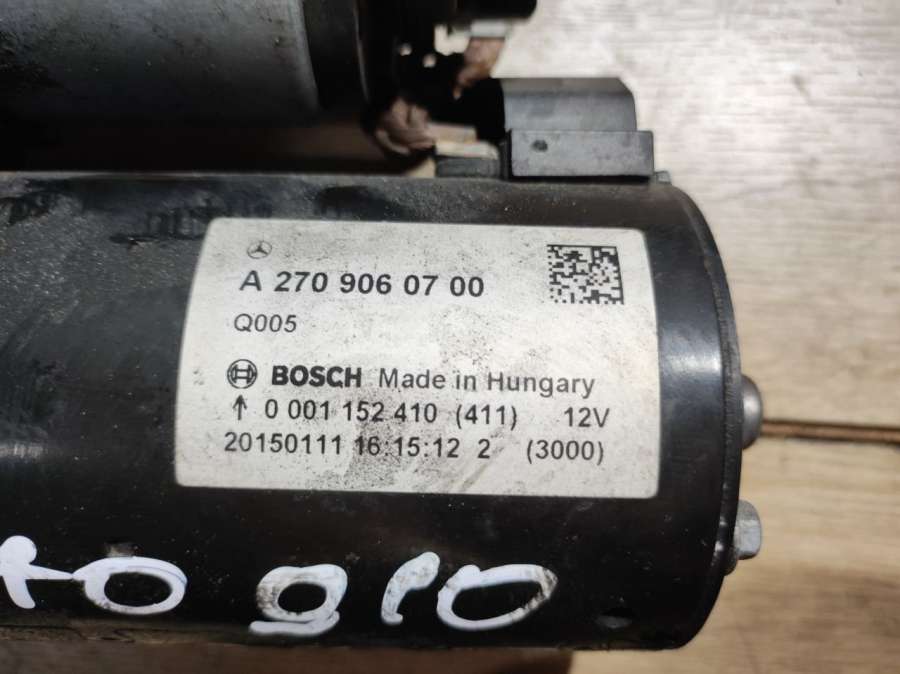 A 270 906 07 00
Q005
BOSCH Made in Hungary
↑ 0 001 152 410 (411) 12V
20150111 16:15:12 2 (3000)